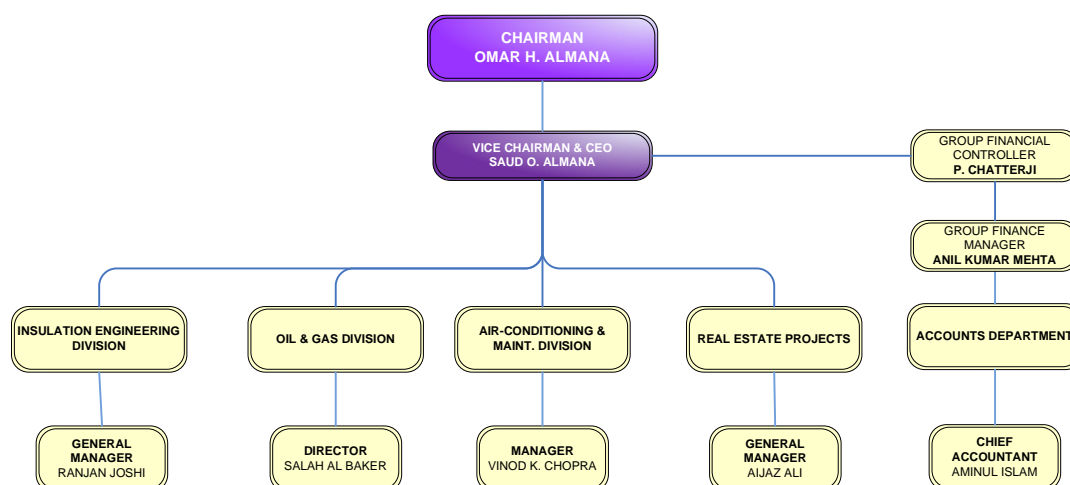 CHAIRMAN
OMAR H. ALMANA
VICE CHAIRMAN & CEO
SAUD O. ALMANA
GROUP FINANCIAL
CONTROLLER
P. CHATTERJI
GROUP FINANCE
MANAGER
ANIL KUMAR MEHTA
INSULATION ENGINEERING
DIVISION
OIL & GAS DIVISION
AIR-CONDITIONING &
MAINT. DIVISION
REAL ESTATE PROJECTS
ACCOUNTS DEPARTMENT
GENERAL
MANAGER
RANJAN JOSHI
DIRECTOR
SALAH AL BAKER
MANAGER
VINOD K. CHOPRA
GENERAL
MANAGER
AIJAZ ALI
CHIEF
ACCOUNTANT
AMINUL ISLAM